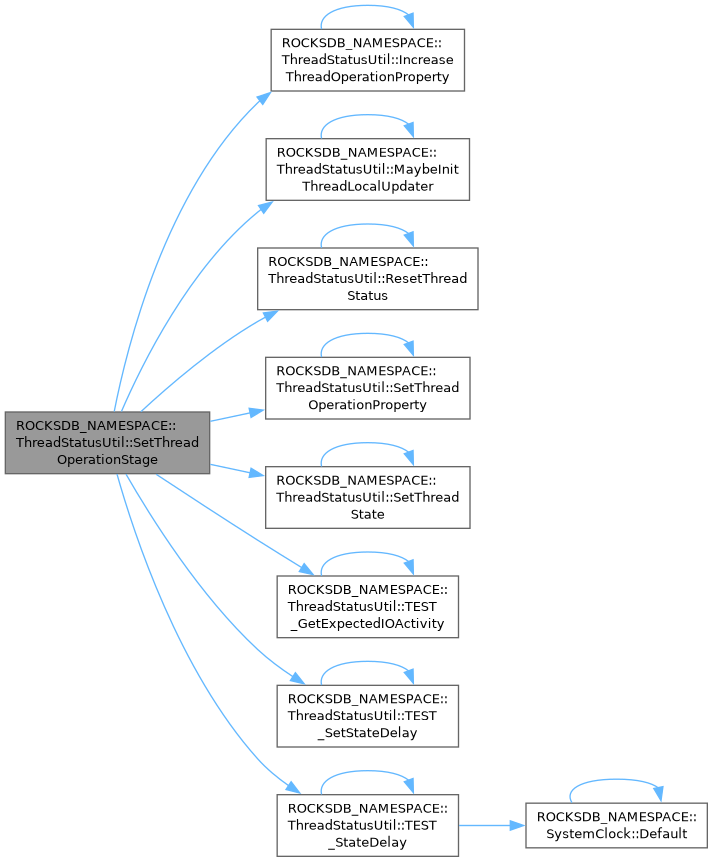 ROCKSDB_NAMESPACE::
ThreadStatusUtil::Increase
ThreadOperationProperty
ROCKSDB_NAMESPACE::
ThreadStatusUtil::MaybeInit
ThreadLocalUpdater
ROCKSDB_NAMESPACE::
ThreadStatusUtil::ResetThread
Status
ROCKSDB_NAMESPACE::
ThreadStatusUtil::SetThread
OperationProperty
ROCKSDB_NAMESPACE::
ThreadStatusUtil::SetThread
OperationStage
ROCKSDB_NAMESPACE::
ThreadStatusUtil::SetThread
State
ROCKSDB_NAMESPACE::
ThreadStatusUtil::TEST
_GetExpectedIOActivity
ROCKSDB_NAMESPACE::
ThreadStatusUtil::TEST
_SetStateDelay
ROCKSDB_NAMESPACE::
ThreadStatusUtil::TEST
_StateDelay
ROCKSDB_NAMESPACE::
SystemClock::Default